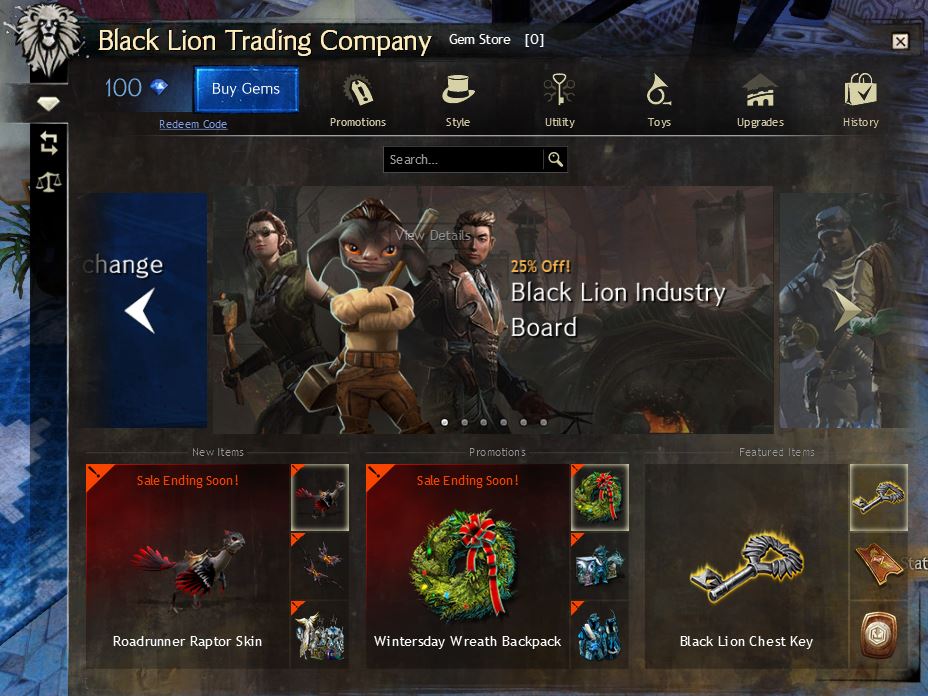 Black Lion Trading Company Gem Store [0]
100 Buy Gems
Redeem Code
Promotions Style Utility Toys Upgrades History
Search...
change
View Details
25% Off!
Black Lion Industry
Board
New Items Promotions Featured Items
Sale Ending Soon! Sale Ending Soon!
Stat
Roadrunner Raptor Skin Wintersday Wreath Backpack Black Lion Chest Key